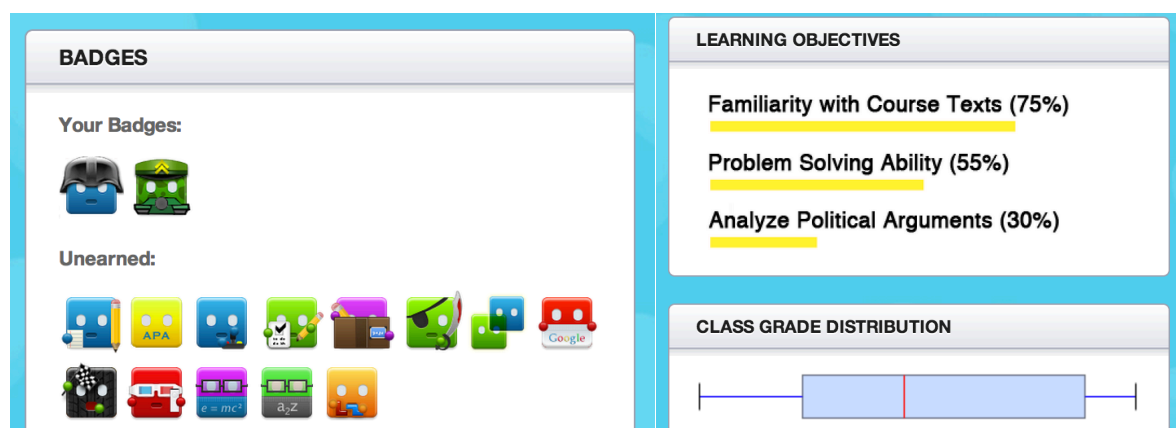 BADGES
Your Badges:
Unearned:
APA
Google
e = mc²
a₂z
LEARNING OBJECTIVES
Familiarity with Course Texts (75%)
Problem Solving Ability (55%)
Analyze Political Arguments (30%)
CLASS GRADE DISTRIBUTION